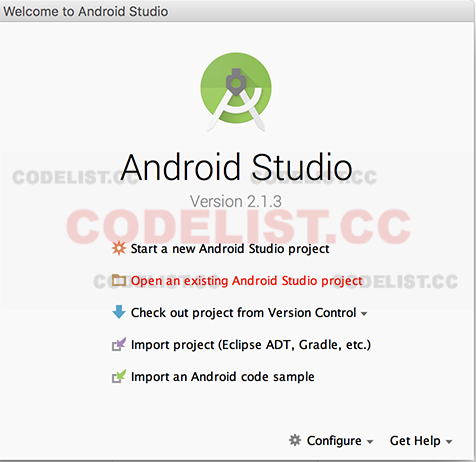 Welcome to Android Studio
Android Studio
CODELIST.CC
CODELIST.CC
Version 2.1.3
CODELIST.CC
Start a new Android Studio project
Open an existing Android Studio project
CODELIST.CC
CODELIST.CC
Check out project from Version Control
Import project (Eclipse ADT, Gradle, etc.)
Import an Android code sample
Configure
Get Help